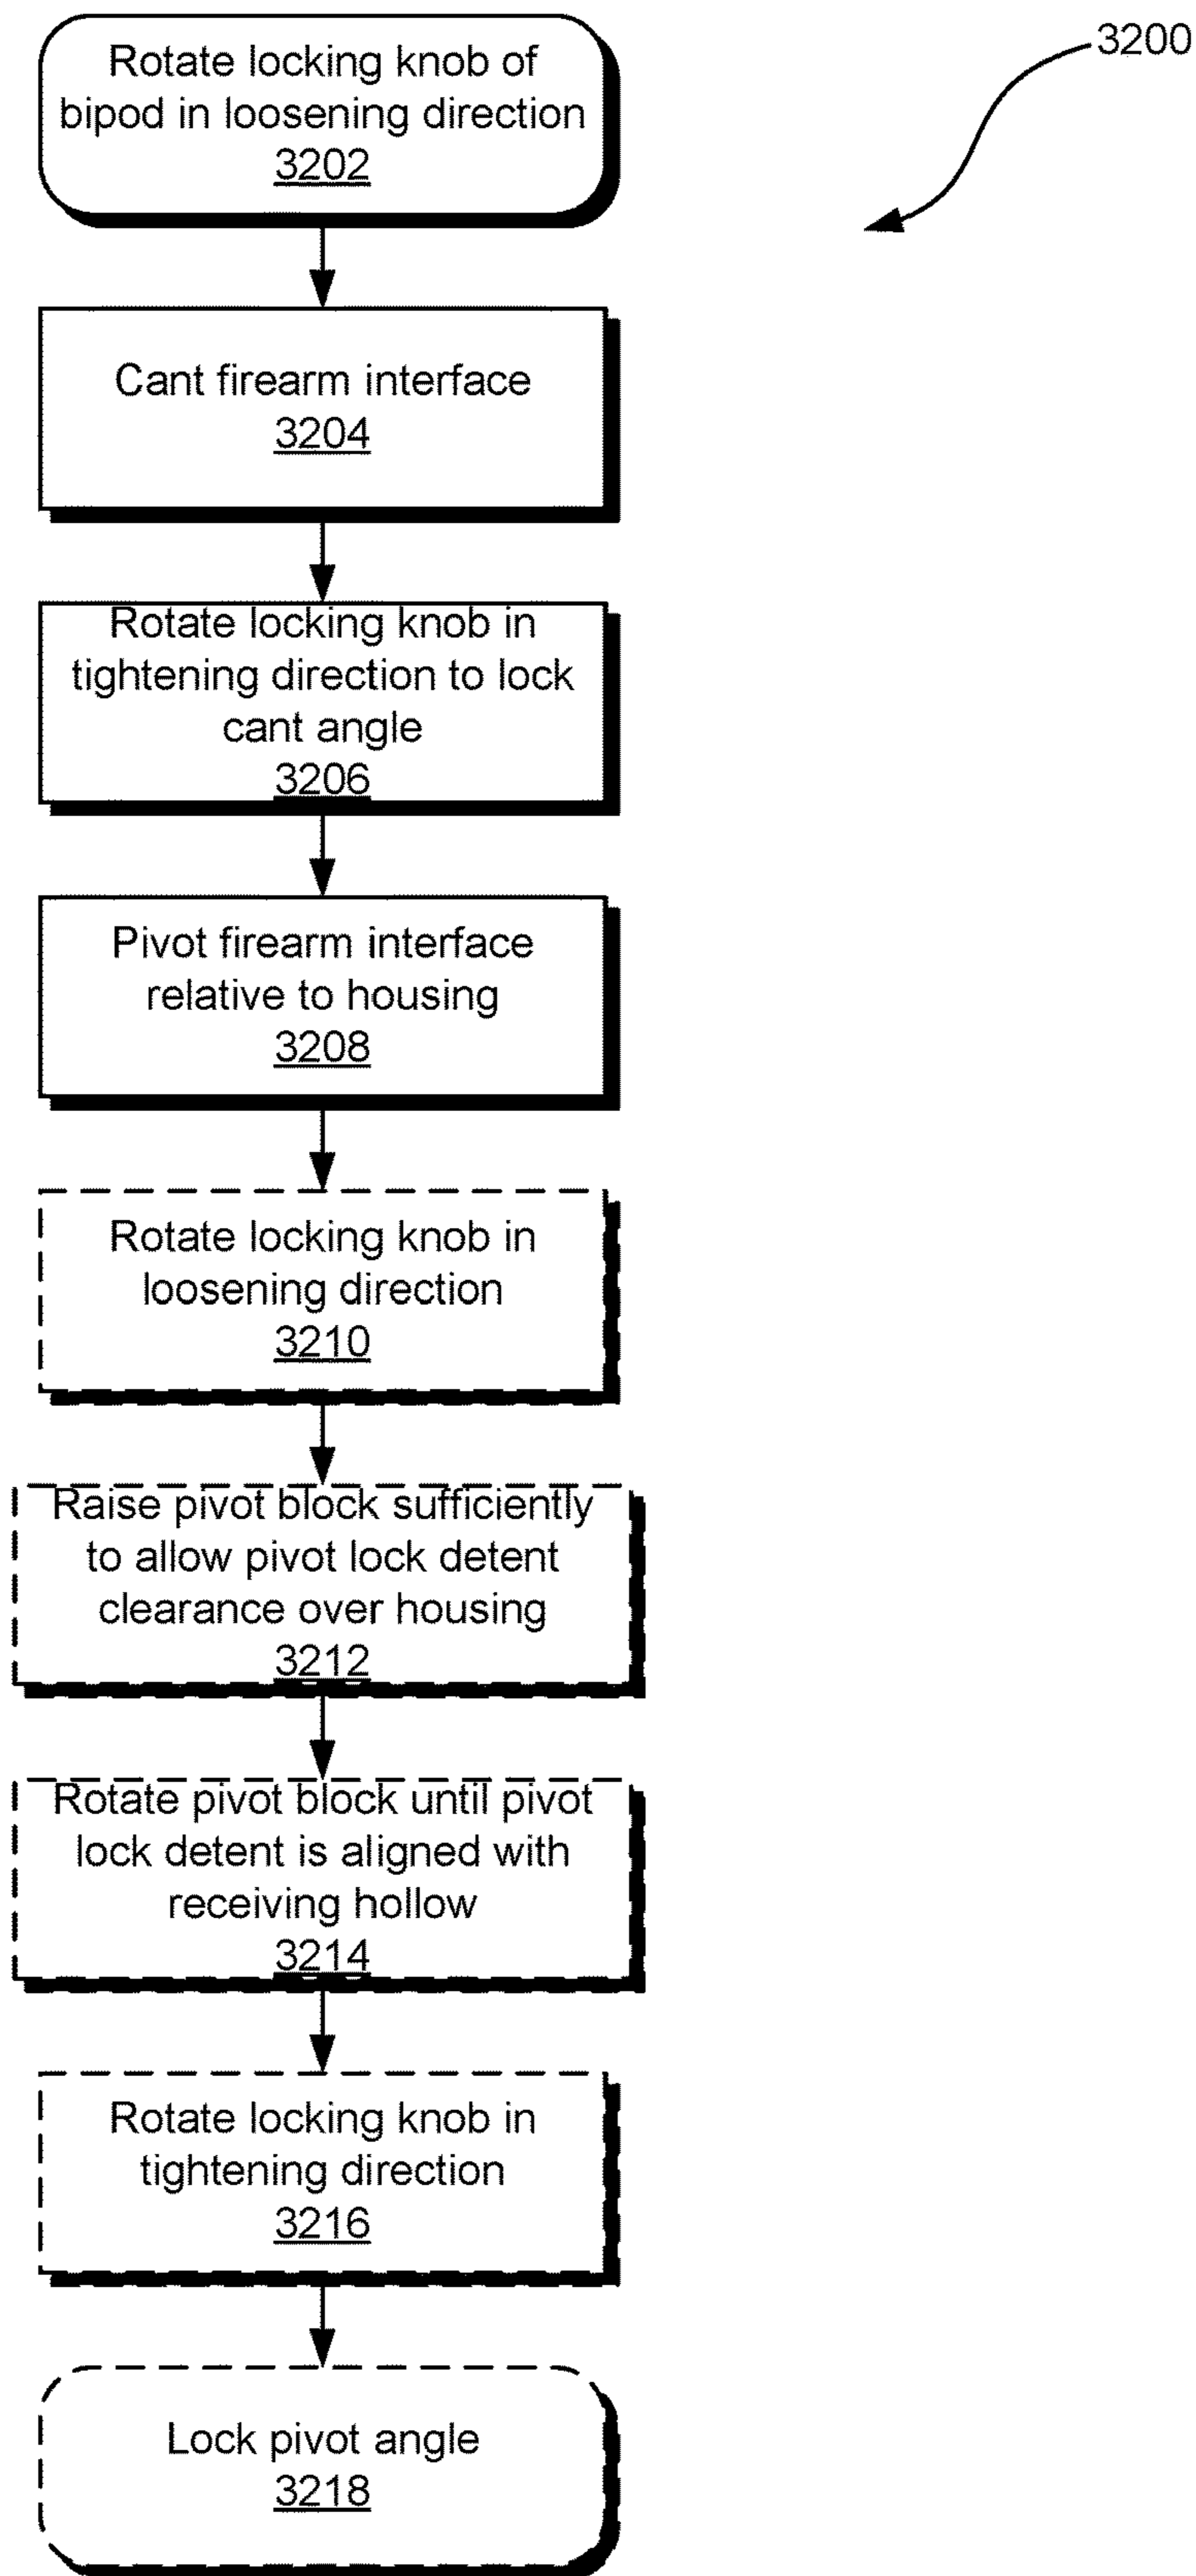 3200
Rotate locking knob of
bipod in loosening direction
3202
Cant firearm interface
3204
Rotate locking knob in
tightening direction to lock
cant angle
3206
Pivot firearm interface
relative to housing
3208
Rotate locking knob in
loosening direction
3210
Raise pivot block sufficiently
to allow pivot lock detent
clearance over housing
3212
Rotate pivot block until pivot
lock detent is aligned with
receiving hollow
3214
Rotate locking knob in
tightening direction
3216
Lock pivot angle
3218